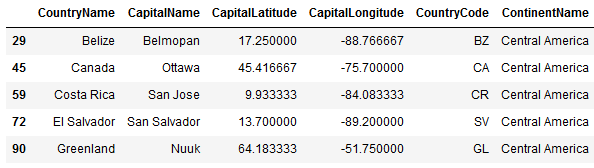 CountryName CapitalName CapitalLatitude CapitalLongitude CountryCode ContinentName
29 Belize Belmopan 17.250000 -88.766667 BZ Central America
45 Canada Ottawa 45.416667 -75.700000 CA Central America
59 Costa Rica San Jose 9.933333 -84.083333 CR Central America
72 El Salvador San Salvador 13.700000 -89.200000 SV Central America
90 Greenland Nuuk 64.183333 -51.750000 GL Central America